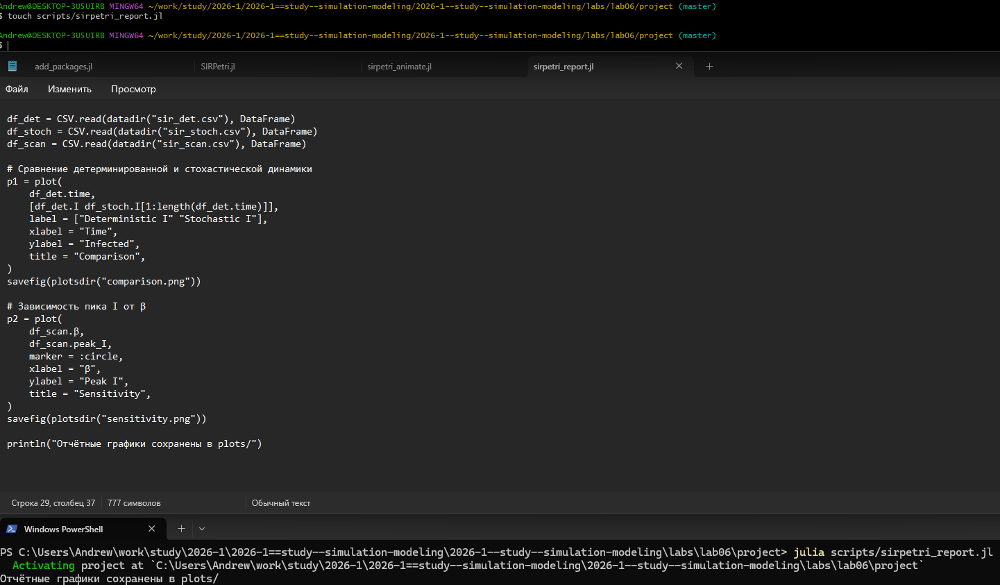 Andrew@DESKTOP-3U5UIRB MINGW64 ~/work/study/2026-1/2026-1==study--simulation-modeling/2026-1--study--simulation-modeling/labs/lab06/project (master)
$ touch scripts/sirpetri_report.jl
Andrew@DESKTOP-3U5UIRB MINGW64 ~/work/study/2026-1/2026-1==study--simulation-modeling/2026-1--study--simulation-modeling/labs/lab06/project (master)
$
add_packages.jl SIRPetri.jl sirpetri_animate.jl sirpetri_report.jl
Файл Изменить Просмотр
df_det = CSV.read(datadir("sir_det.csv"), DataFrame)
df_stoch = CSV.read(datadir("sir_stoch.csv"), DataFrame)
df_scan = CSV.read(datadir("sir_scan.csv"), DataFrame)
# Сравнение детерминированной и стохастической динамики
p1 = plot(
    df_det.time,
    [df_det.I df_stoch.I[1:length(df_det.time)]],
    label = ["Deterministic I" "Stochastic I"],
    xlabel = "Time",
    ylabel = "Infected",
    title = "Comparison",
)
savefig(plotsdir("comparison.png"))
# Зависимость пика I от β
p2 = plot(
    df_scan.β,
    df_scan.peak_I,
    marker = :circle,
    xlabel = "β",
    ylabel = "Peak I",
    title = "Sensitivity",
)
savefig(plotsdir("sensitivity.png"))
println("Отчётные графики сохранены в plots/")
Строка 29, столбец 37 777 символов Обычный текст
Windows PowerShell
PS C:\Users\Andrew\work\study\2026-1\2026-1==study--simulation-modeling\2026-1--study--simulation-modeling\labs\lab06\project> julia scripts/sirpetri_report.jl
  Activating project at `C:\Users\Andrew\work\study\2026-1\2026-1==study--simulation-modeling\2026-1--study--simulation-modeling\labs\lab06\project`
Отчётные графики сохранены в plots/